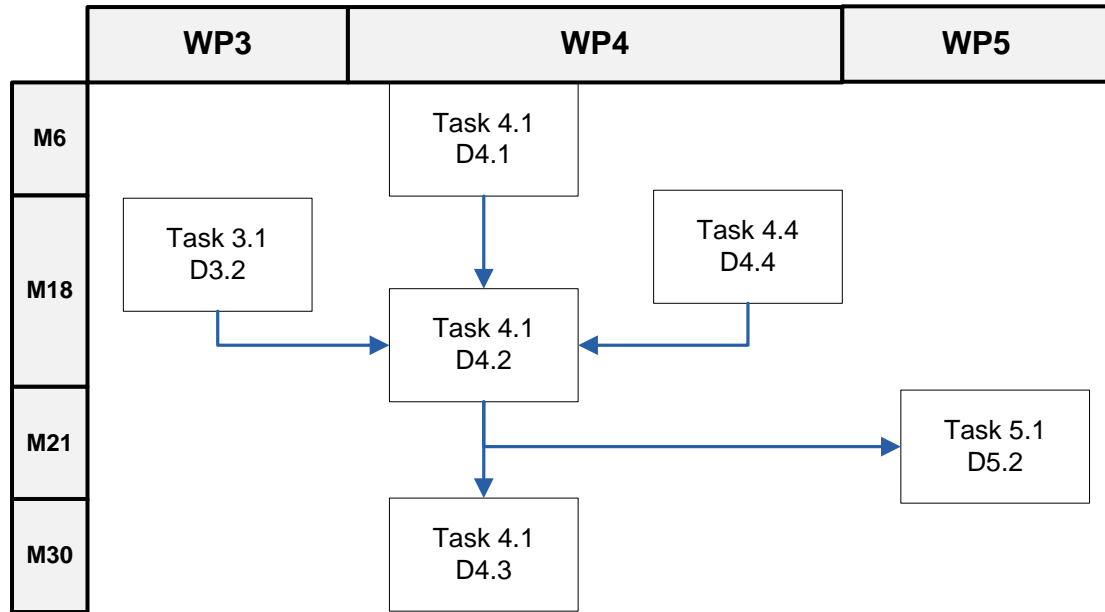 WP3
WP4
WP5
M6
Task 4.1
D4.1
M18
Task 3.1
D3.2
Task 4.4
D4.4
Task 4.1
D4.2
M21
Task 5.1
D5.2
M30
Task 4.1
D4.3